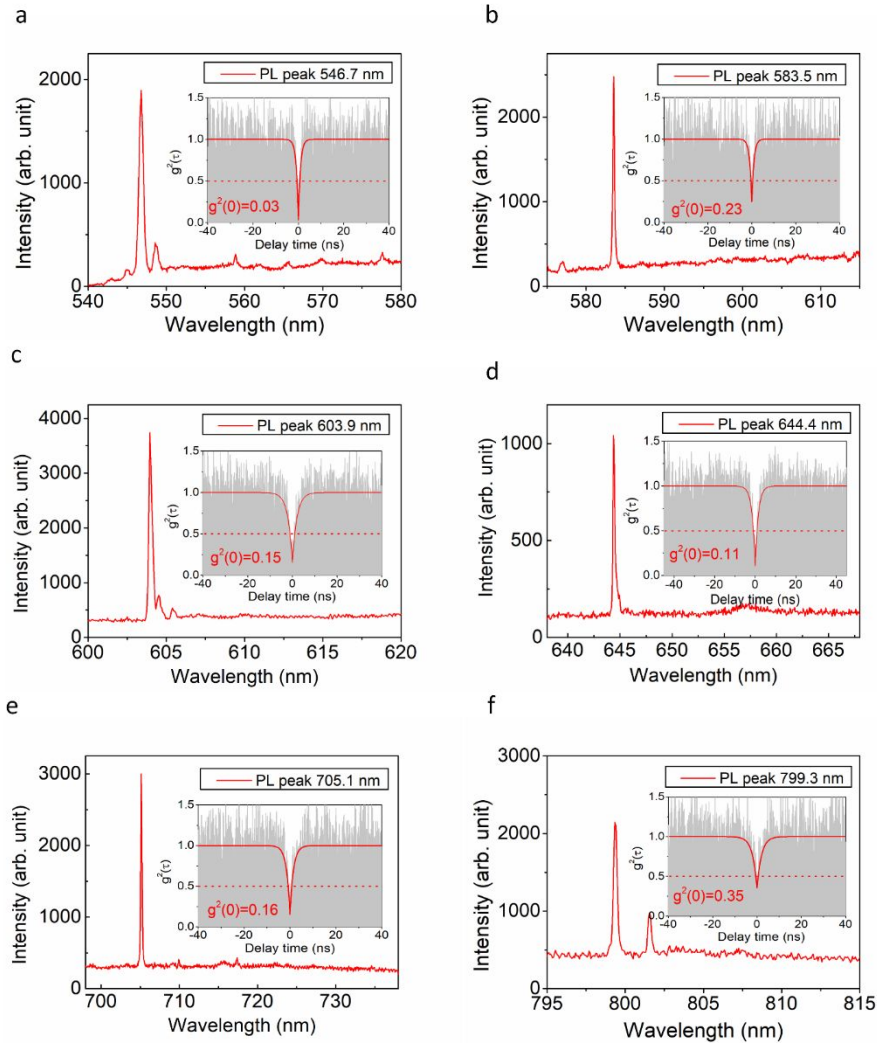 a
PL peak 546.7 nm
Intensity (arb. unit)
2000
1000
0
g²(τ)
1.5
1.0
0.5
0.0
g²(0)=0.03
-40 -20 0 20 40
Delay time (ns)
540 550 560 570 580
Wavelength (nm)
b
PL peak 583.5 nm
Intensity (arb. unit)
2000
1000
0
g²(τ)
1.5
1.0
0.5
0.0
g²(0)=0.23
-40 -20 0 20 40
Delay time (ns)
580 590 600 610
Wavelength (nm)
c
PL peak 603.9 nm
Intensity (arb. unit)
4000
3000
2000
1000
0
g²(τ)
1.5
1.0
0.5
0.0
g²(0)=0.15
-40 -20 0 20 40
Delay time (ns)
600 605 610 615 620
Wavelength (nm)
d
PL peak 644.4 nm
Intensity (arb. unit)
1000
500
0
g²(τ)
1.5
1.0
0.5
0.0
g²(0)=0.11
-40 -20 0 20 40
Delay time (ns)
640 645 650 655 660 665
Wavelength (nm)
e
PL peak 705.1 nm
Intensity (arb. unit)
3000
2000
1000
0
g²(τ)
1.5
1.0
0.5
0.0
g²(0)=0.16
-40 -20 0 20 40
Delay time (ns)
700 710 720 730
Wavelength (nm)
f
PL peak 799.3 nm
Intensity (arb. unit)
3000
2000
1000
0
g²(τ)
1.5
1.0
0.5
0.0
g²(0)=0.35
-40 -20 0 20 40
Delay time (ns)
795 800 805 810 815
Wavelength (nm)